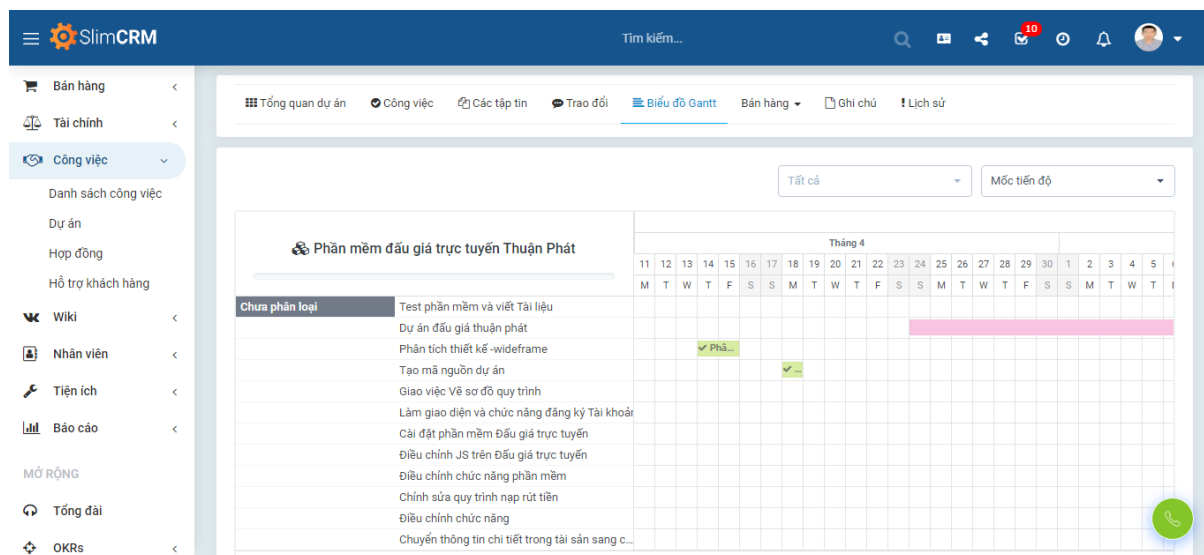 SlimCRM
Tìm kiếm...
10
Bán hàng
Tài chính
Công việc
Danh sách công việc
Dự án
Hợp đồng
Hỗ trợ khách hàng
Wiki
Nhân viên
Tiện ích
Báo cáo
MỞ RỘNG
Tổng đài
OKRs
Tổng quan dự án Công việc Các tập tin Trao đổi Biểu đồ Gantt Bán hàng Ghi chú Lịch sử
Tất cả Mốc tiến độ
Phần mềm đấu giá trực tuyến Thuận Phát
Tháng 4
11 12 13 14 15 16 17 18 19 20 21 22 23 24 25 26 27 28 29 30 1 2 3 4 5
M T W T F S S M T W T F S S M T W T F S S M T W T
Chưa phân loại Test phần mềm và viết Tài liệu
Dự án đấu giá thuận phát
Phân tích thiết kế -wideframe Phâ...
Tạo mã nguồn dự án ...
Giao việc Vẽ sơ đồ quy trình
Làm giao diện và chức năng đăng ký Tài khoản
Cài đặt phần mềm Đấu giá trực tuyến
Điều chỉnh JS trên Đấu giá trực tuyến
Điều chỉnh chức năng phần mềm
Chỉnh sửa quy trình nạp rút tiền
Điều chỉnh chức năng
Chuyển thông tin chi tiết trong tài sản sang c...